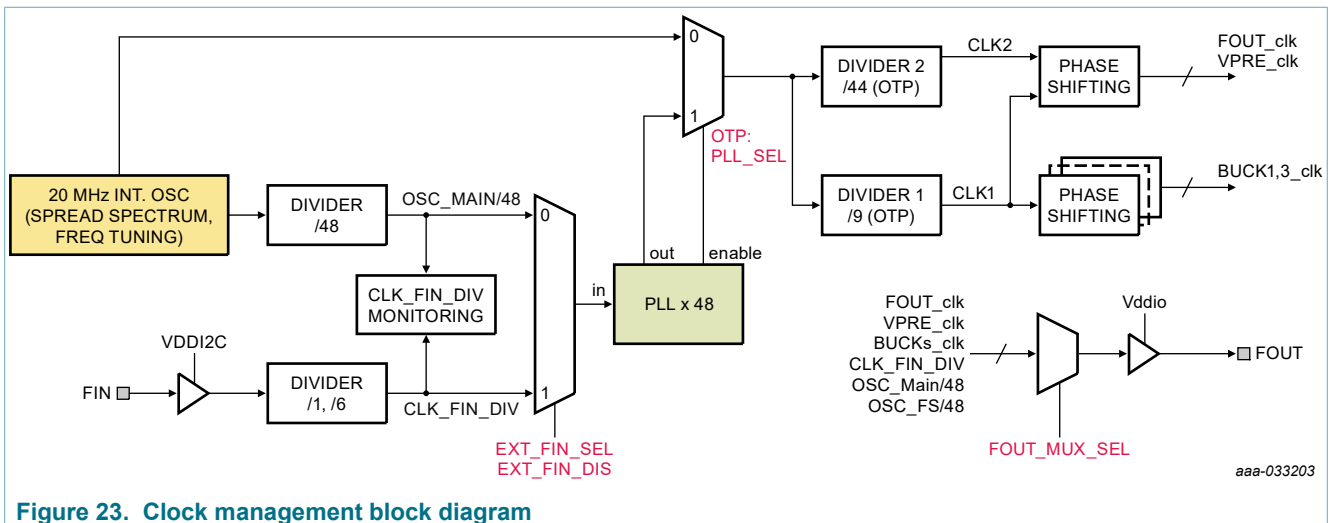 0
1
OTP:
PLL_SEL
DIVIDER 2
/44 (OTP)
CLK2
PHASE
SHIFTING
FOUT_clk
VPRE_clk
20 MHz INT. OSC
(SPREAD SPECTRUM,
FREQ TUNING)
DIVIDER
/48
OSC_MAIN/48
0
DIVIDER 1
/9 (OTP)
CLK1
PHASE
SHIFTING
BUCK1,3_clk
CLK_FIN_DIV
MONITORING
in
out
enable
PLL x 48
VDDI2C
FIN
DIVIDER
/1, /6
CLK_FIN_DIV
1
EXT_FIN_SEL
EXT_FIN_DIS
FOUT_clk
VPRE_clk
BUCKs_clk
CLK_FIN_DIV
OSC_Main/48
OSC_FS/48
Vddio
FOUT
FOUT_MUX_SEL
aaa-033203
Figure 23. Clock management block diagram